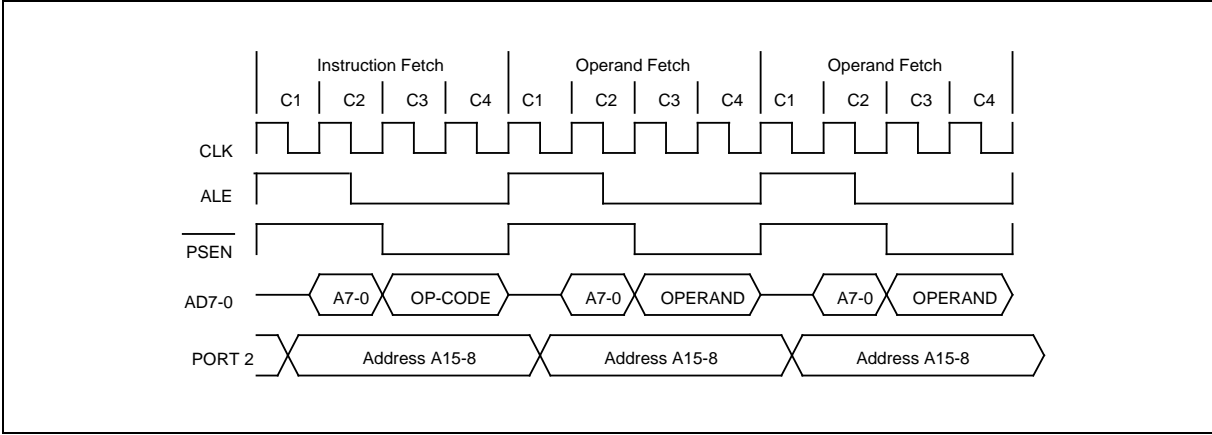 Instruction Fetch Operand Fetch Operand Fetch
C1 C2 C3 C4 C1 C2 C3 C4 C1 C2 C3 C4
CLK
ALE
PSEN
AD7-0 A7-0 OP-CODE A7-0 OPERAND A7-0 OPERAND
PORT 2 Address A15-8 Address A15-8 Address A15-8